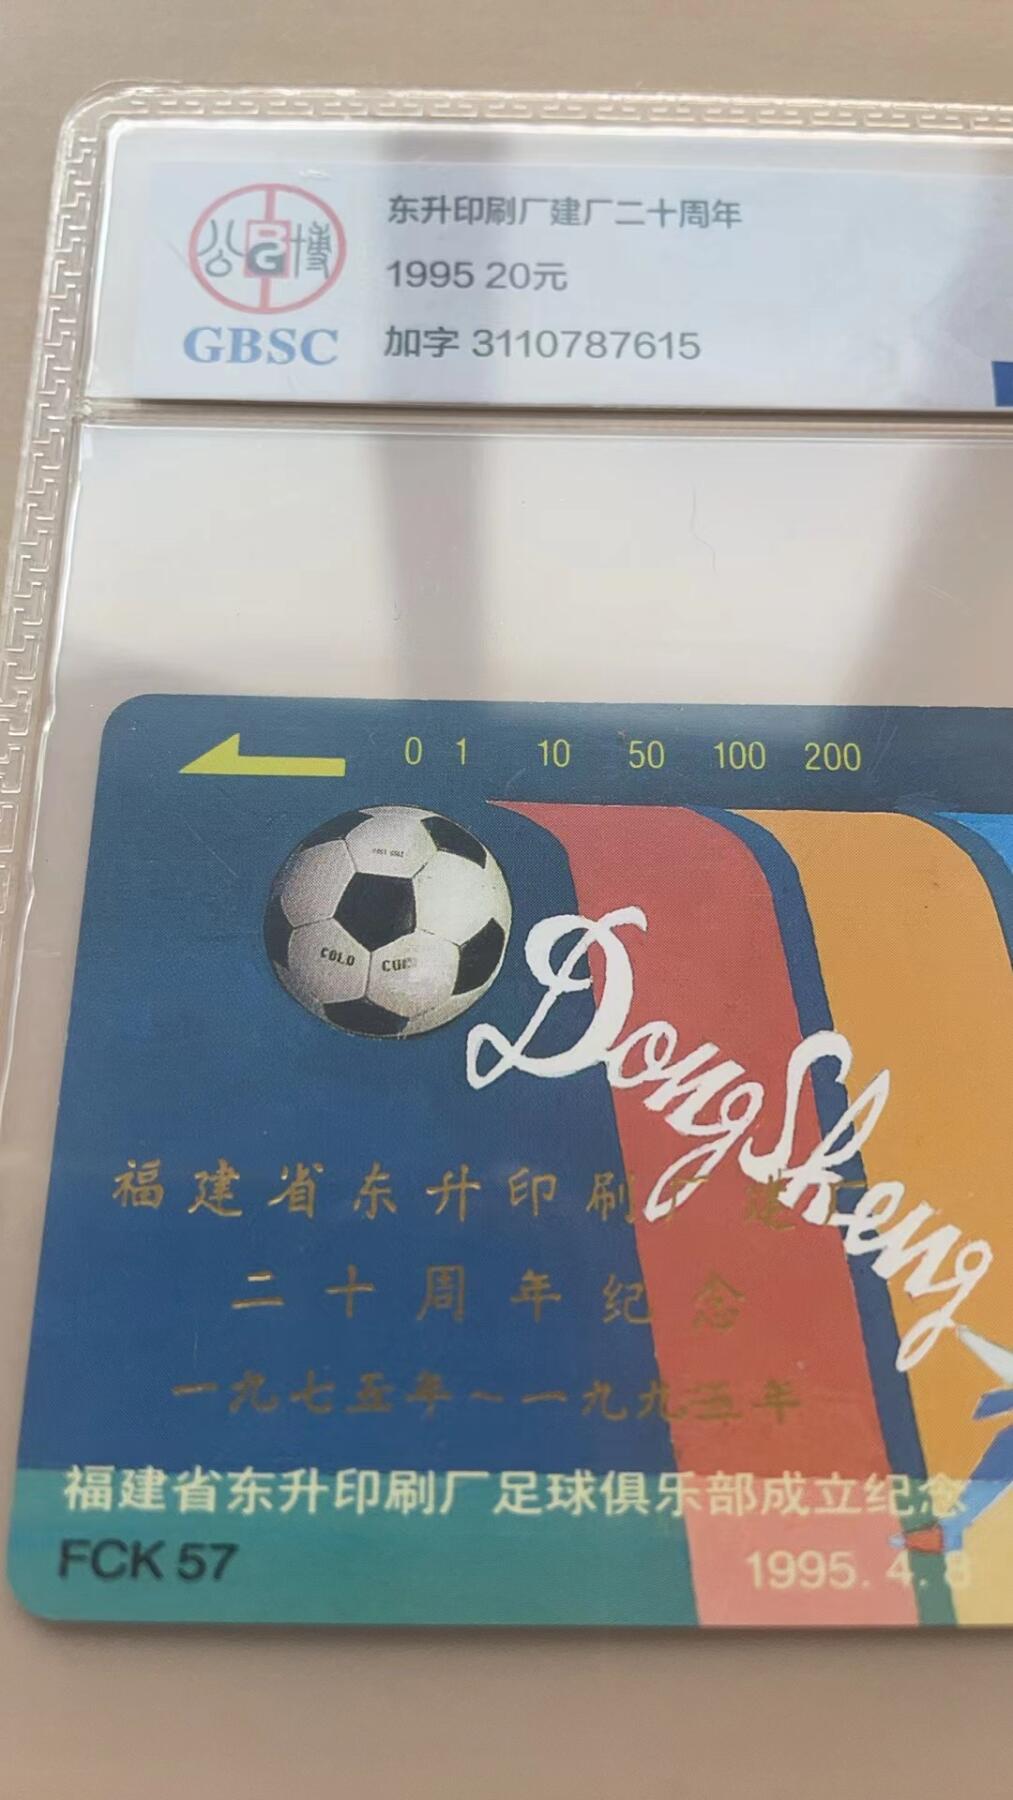 公 BG 博
GBSC
东升印刷厂建厂二十周年
1995 20元
加字 3110787615
0 1 10 50 100 200
COLO
DongSheng
福建省东升印刷厂建厂
二十周年纪念
一九七五年~一九九五年
福建省东升印刷厂足球俱乐部成立纪念
FCK 57
1995.4.8